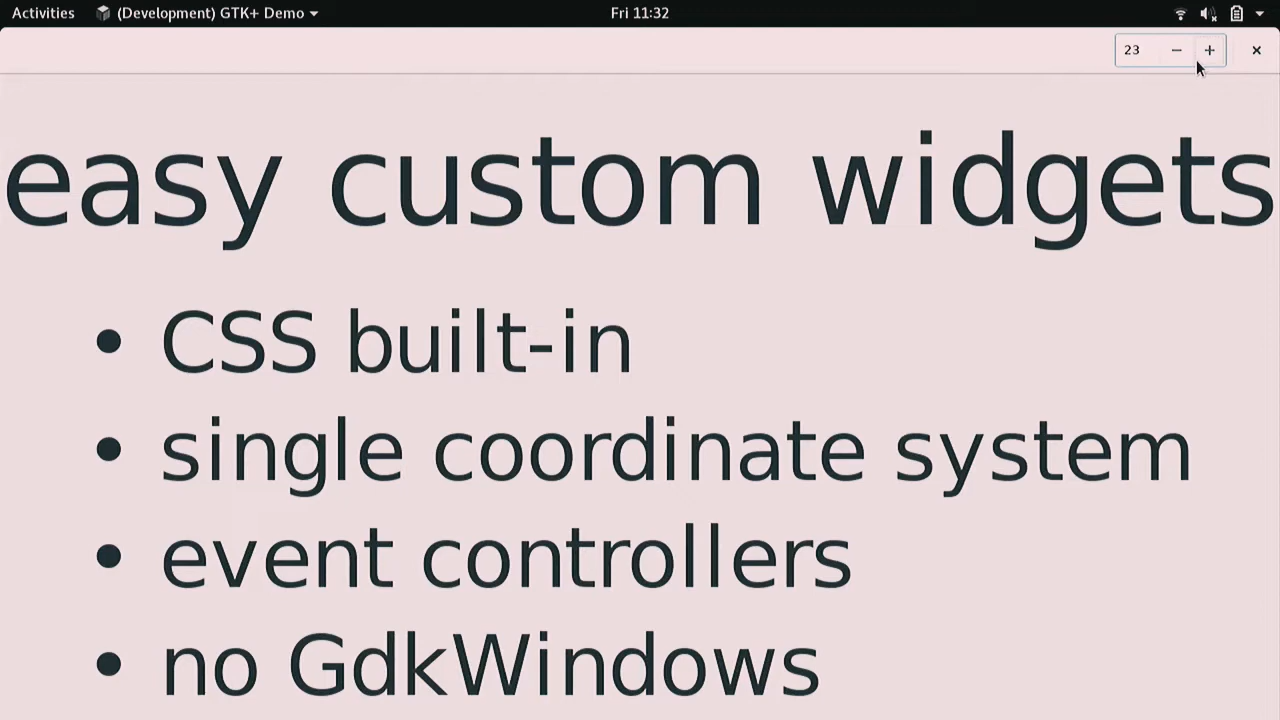 Activities (Development) GTK+ Demo Fri 11:32
23 − + ×
easy custom widgets
• CSS built-in
• single coordinate system
• event controllers
• no GdkWindows